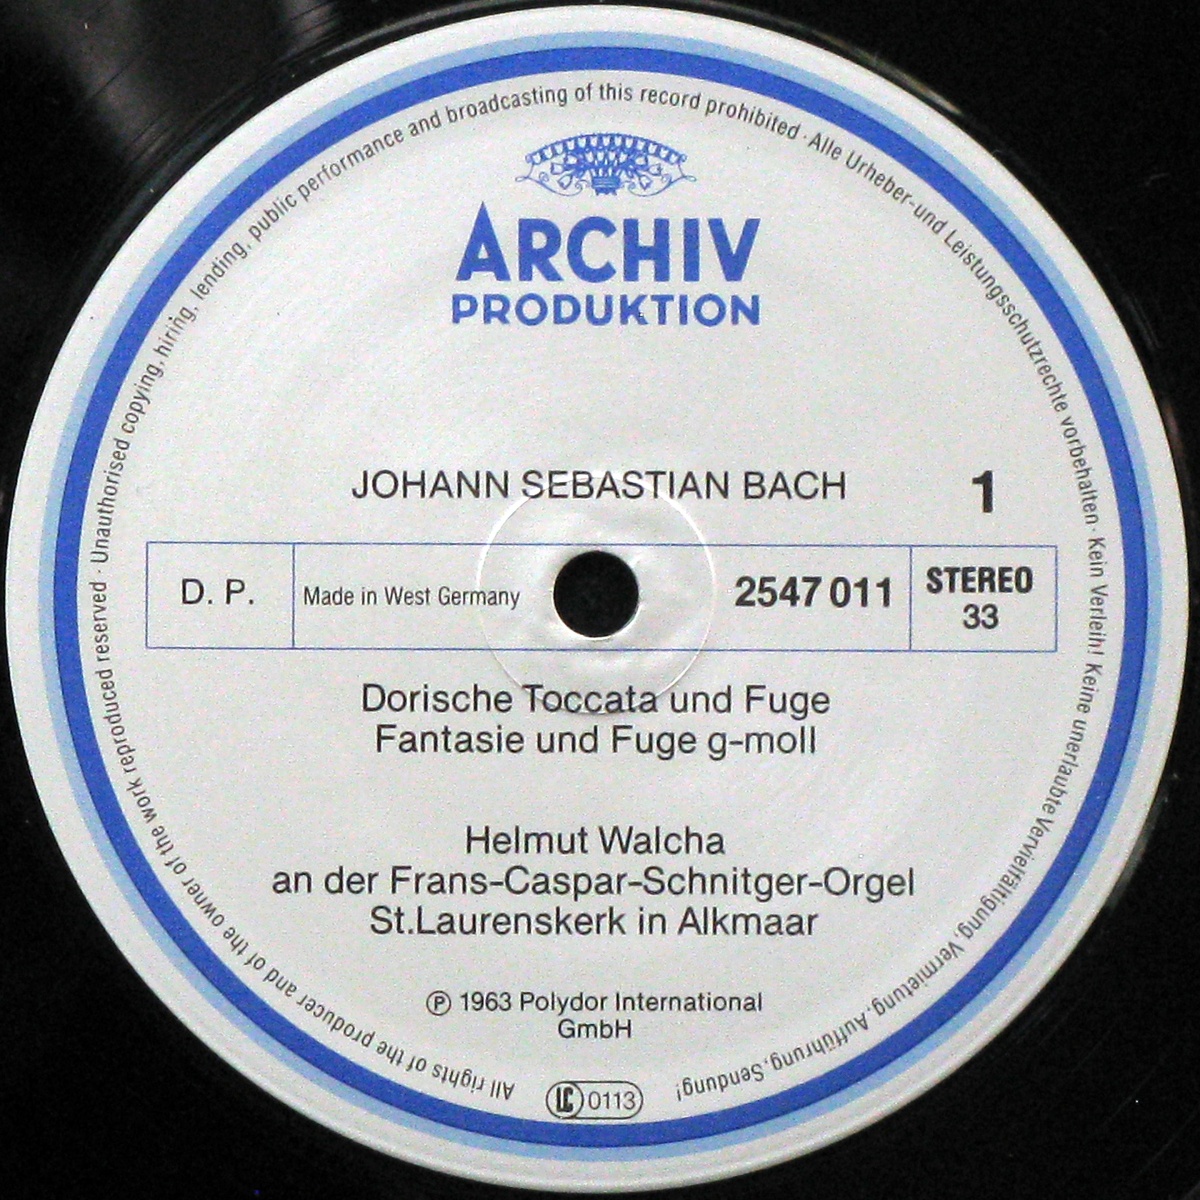 All rights of the producer and of the owner of the work reproduced reserved · Unauthorised copying, hiring, lending, public performance and broadcasting of this record prohibited · Alle Urheber-und Leistungsschutzrechte vorbehalten · Kein Verleih! Keine unerlaubte Vervielfältigung, Vermietung, Aufführung, Sendung!
ARCHIV
PRODUKTION
JOHANN SEBASTIAN BACH
1
D. P.
Made in West Germany
2547 011
STEREO
33
Dorische Toccata und Fuge
Fantasie und Fuge g-moll
Helmut Walcha
an der Frans-Caspar-Schnitger-Orgel
St.Laurenskerk in Alkmaar
℗ 1963 Polydor International
GmbH
LC 0113